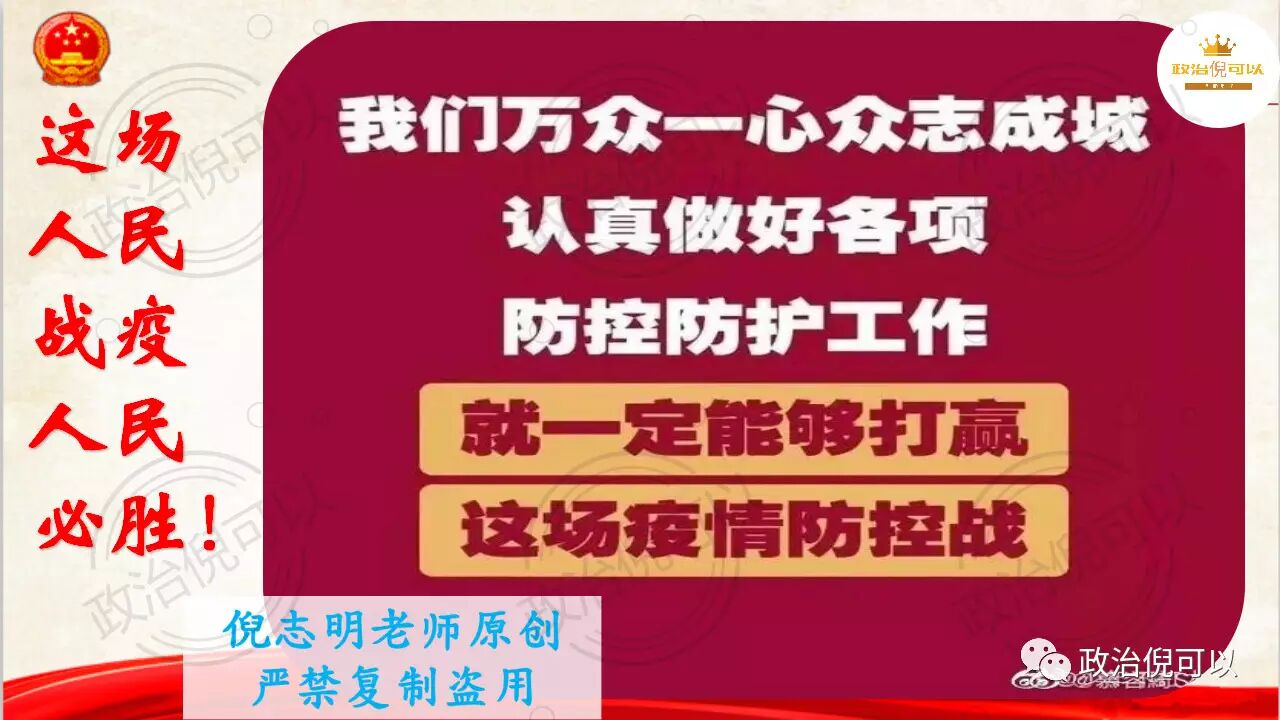 政治倪可以
这场
人民
战疫
人民
必胜！
我们万众一心众志成城
认真做好各项
防控防护工作
就一定能够打赢
这场疫情防控战
倪志明老师原创
严禁复制盗用
政治倪可以